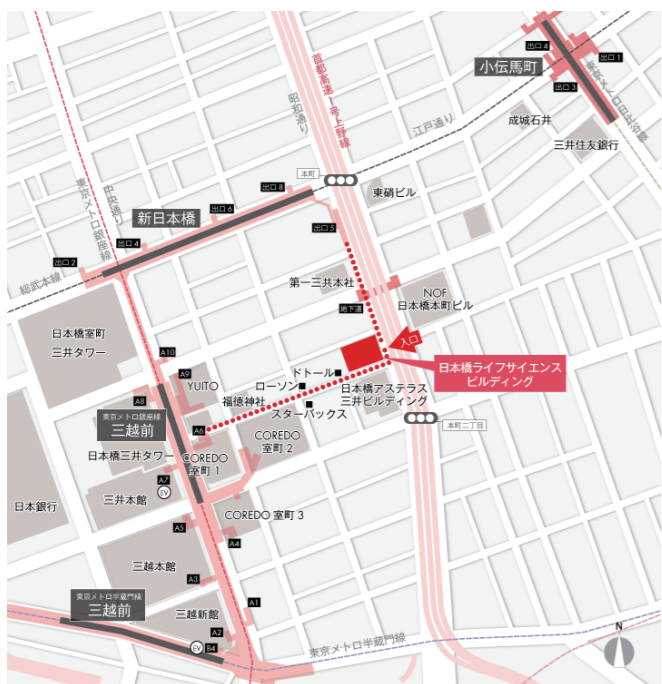 出口 4
小伝馬町
出口 1
出口 3
東京メトロ日比谷線
首都高速一号上野線
昭和通り
江戸通り
成城石井
三井住友銀行
本町
東硝ビル
出口 8
出口 6
新日本橋
出口 4
出口 5
出口 2
中央通り
東京メトロ銀座線
総武本線
第一三共本社
地下道
NOF
日本橋本町ビル
入口
日本橋ライフサイエンス
ビルディング
日本橋室町
三井タワー
A10
A9
YUITO
ドトール
ローソン
福徳神社
スターバックス
日本橋アステラス
三井ビルディング
本町二丁目
A8
東京メトロ銀座線
三越前
A6
日本橋三井タワー
COREDO
室町 1
COREDO
室町 2
A7
EV
三井本館
日本銀行
A5
COREDO 室町 3
A4
三越本館
A3
東京メトロ半蔵門線
三越前
三越新館
A1
A2
EV
B4
東京メトロ半蔵門線
N